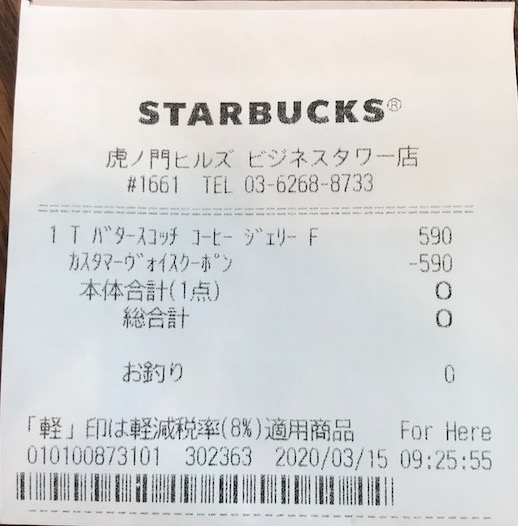 STARBUCKS®
虎ノ門ヒルズ ビジネスタワー店
#1661 TEL 03-6268-8733
1 T ﾊﾞﾀｰｽｺｯﾁ ｺｰﾋｰ ｼﾞｪﾘｰ F 590
ｶｽﾀﾏｰｳﾞｫｲｽｸｰﾎﾟﾝ -590
本体合計(1点) 0
総合計 0
お釣り 0
「軽」印は軽減税率(8%)適用商品 For Here
010100873101 302363 2020/03/15 09:25:55